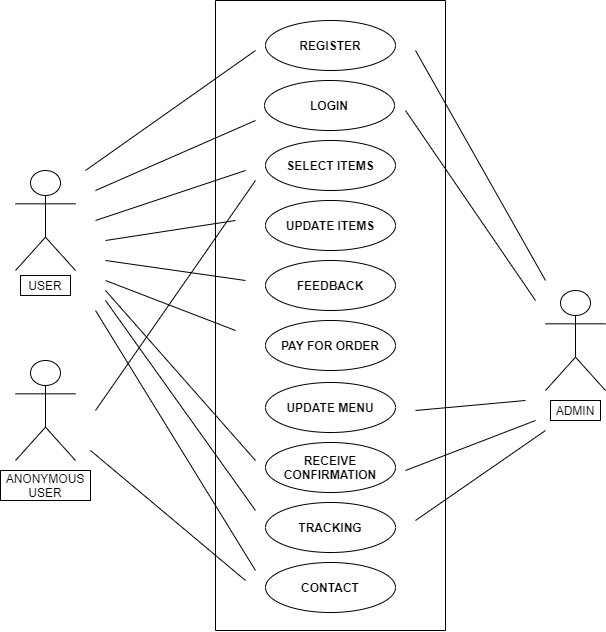 REGISTER
LOGIN
SELECT ITEMS
UPDATE ITEMS
USER
FEEDBACK
PAY FOR ORDER
UPDATE MENU
ADMIN
RECEIVE
CONFIRMATION
ANONYMOUS
USER
TRACKING
CONTACT